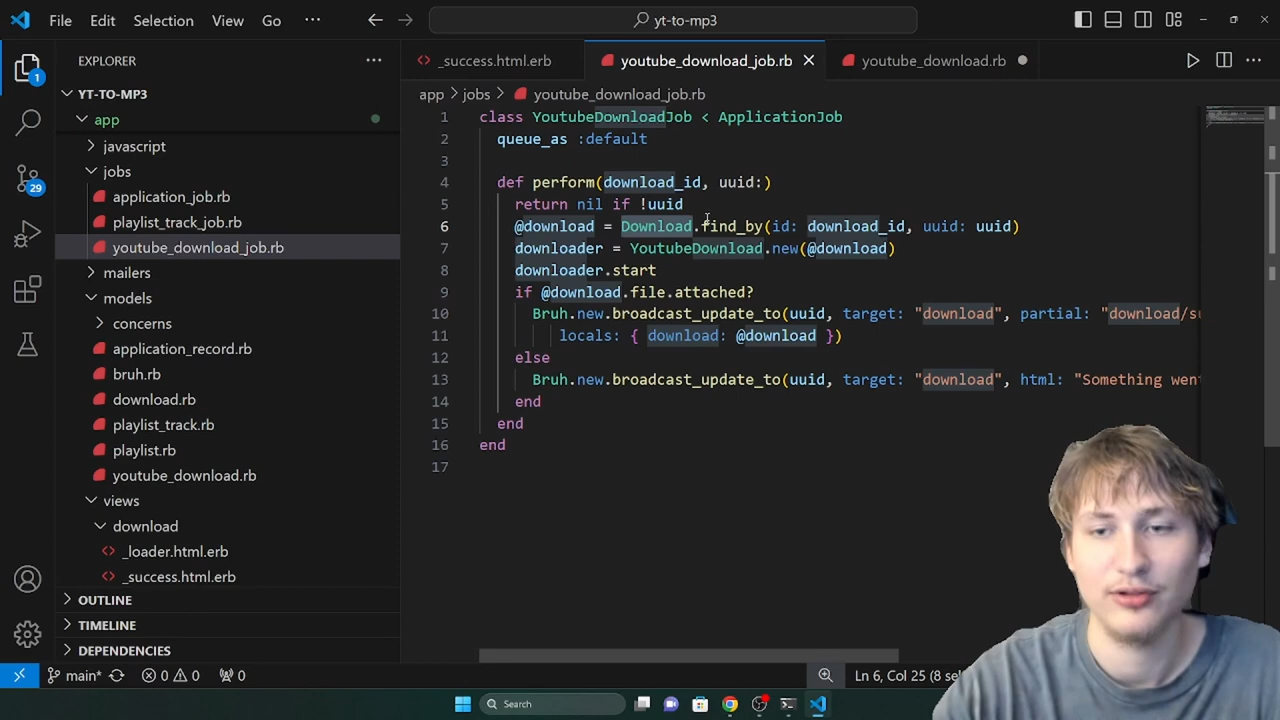 File Edit Selection View Go ... yt-to-mp3
EXPLORER ...
YT-TO-MP3
app
javascript
jobs
application_job.rb
playlist_track_job.rb
youtube_download_job.rb
mailers
models
concerns
application_record.rb
bruh.rb
download.rb
playlist_track.rb
playlist.rb
youtube_download.rb
views
download
_loader.html.erb
_success.html.erb
OUTLINE
TIMELINE
DEPENDENCIES
1
29
_success.html.erb youtube_download_job.rb youtube_download.rb
app > jobs > youtube_download_job.rb
1 class YoutubeDownloadJob < ApplicationJob
2 queue_as :default
3
4 def perform(download_id, uuid:)
5 return nil if !uuid
6 @download = Download.find_by(id: download_id, uuid: uuid)
7 downloader = YoutubeDownload.new(@download)
8 downloader.start
9 if @download.file.attached?
10 Bruh.new.broadcast_update_to(uuid, target: "download", partial: "download/su
11 locals: { download: @download })
12 else
13 Bruh.new.broadcast_update_to(uuid, target: "download", html: "Something went
14 end
15 end
16 end
17
main* 0 0 0 Ln 6, Col 25 (8 se
Search